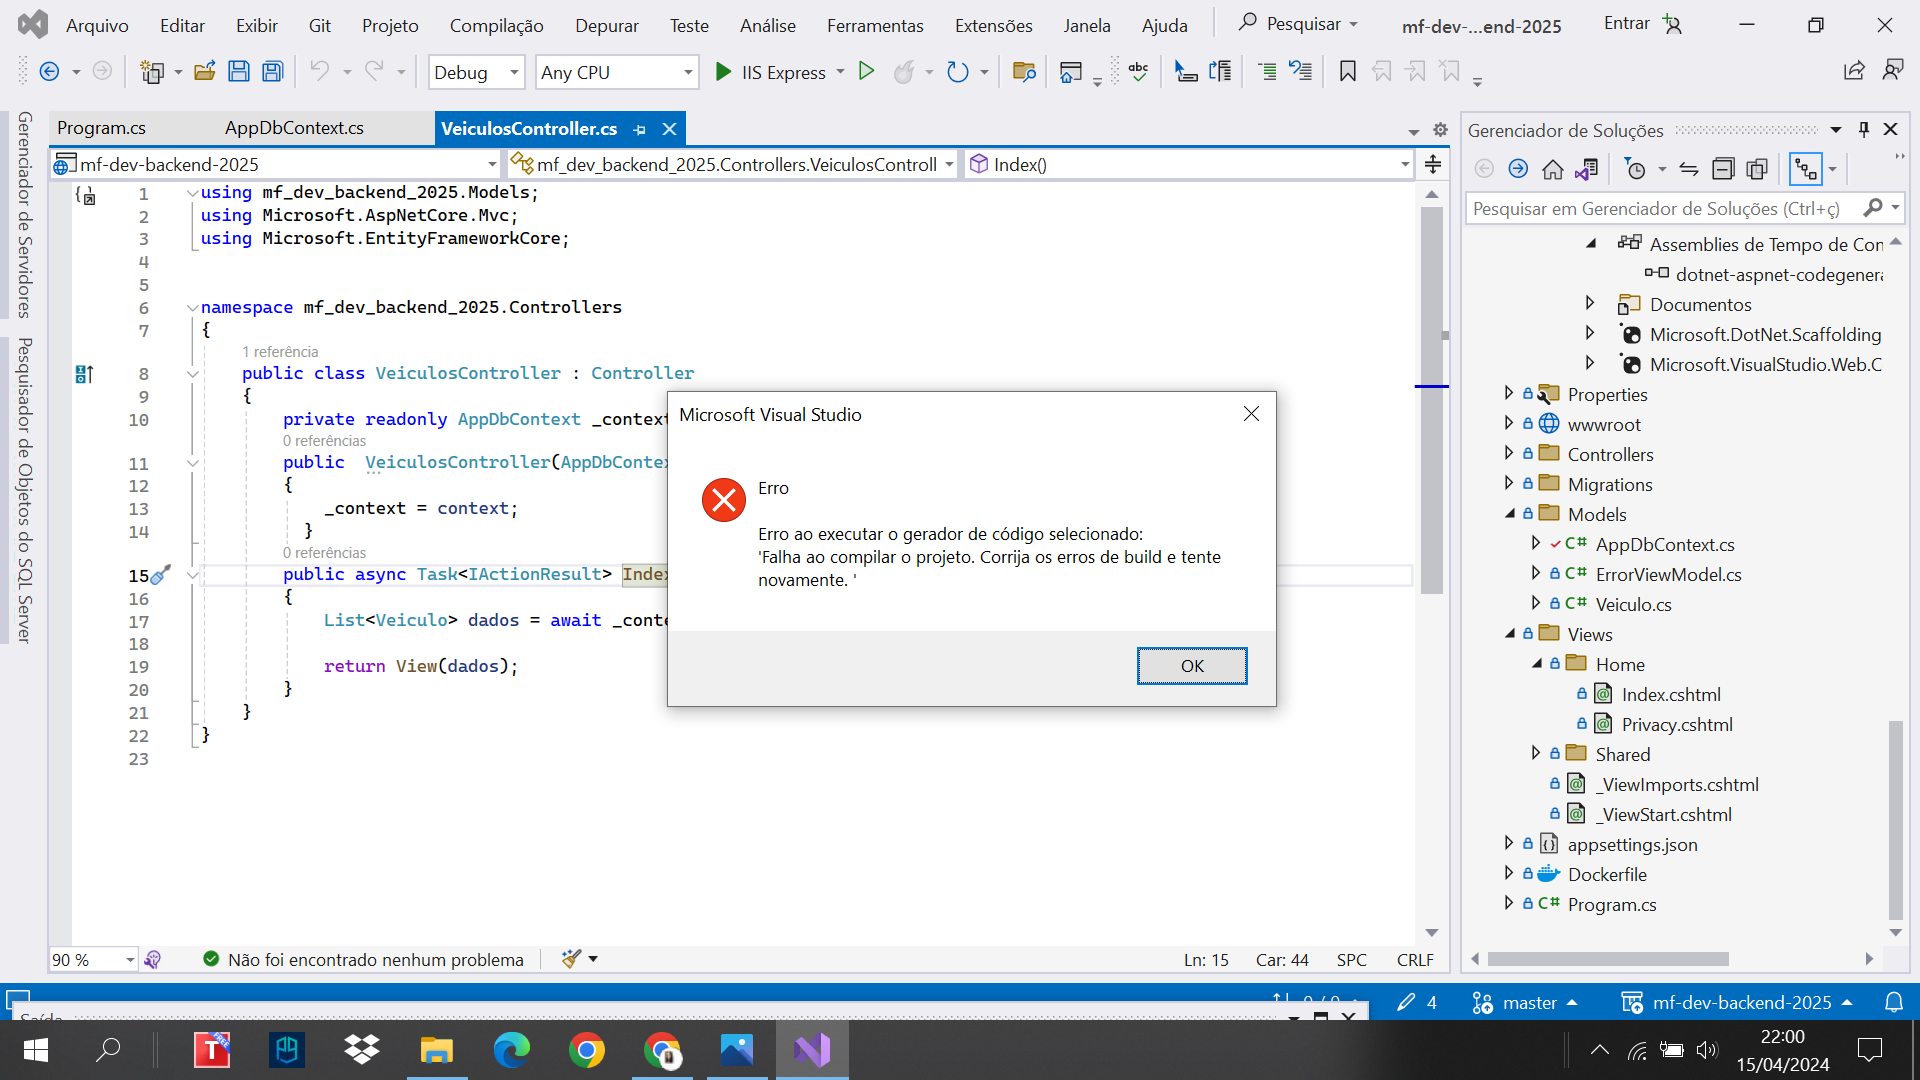 Arquivo Editar Exibir Git Projeto Compilação Depurar Teste Análise Ferramentas Extensões Janela Ajuda Pesquisar mf-dev-...end-2025 Entrar
Debug Any CPU IIS Express abc
Gerenciador de Servidores
Pesquisador de Objetos do SQL Server
Program.cs AppDbContext.cs VeiculosController.cs
mf-dev-backend-2025 mf_dev_backend_2025.Controllers.VeiculosControll Index()
1 using mf_dev_backend_2025.Models;
2 using Microsoft.AspNetCore.Mvc;
3 using Microsoft.EntityFrameworkCore;
4
5
6 namespace mf_dev_backend_2025.Controllers
7 {
1 referência
8 public class VeiculosController : Controller
9 {
10 private readonly AppDbContext _context
0 referências
11 public VeiculosController(AppDbContex
12 {
13 _context = context;
14 }
0 referências
15 public async Task<IActionResult> Index
16 {
17 List<Veiculo> dados = await _conte
18
19 return View(dados);
20 }
21 }
22 }
23
Microsoft Visual Studio
Erro
Erro ao executar o gerador de código selecionado:
'Falha ao compilar o projeto. Corrija os erros de build e tente
novamente. '
OK
Gerenciador de Soluções
Pesquisar em Gerenciador de Soluções (Ctrl+ç)
Assemblies de Tempo de Con
dotnet-aspnet-codegenera
Documentos
Microsoft.DotNet.Scaffolding
Microsoft.VisualStudio.Web.C
Properties
wwwroot
Controllers
Migrations
Models
C# AppDbContext.cs
C# ErrorViewModel.cs
C# Veiculo.cs
Views
Home
Index.cshtml
Privacy.cshtml
Shared
_ViewImports.cshtml
_ViewStart.cshtml
appsettings.json
Dockerfile
C# Program.cs
90 % Não foi encontrado nenhum problema Ln: 15 Car: 44 SPC CRLF
4 master mf-dev-backend-2025
Saída
T FREE
22:00
15/04/2024